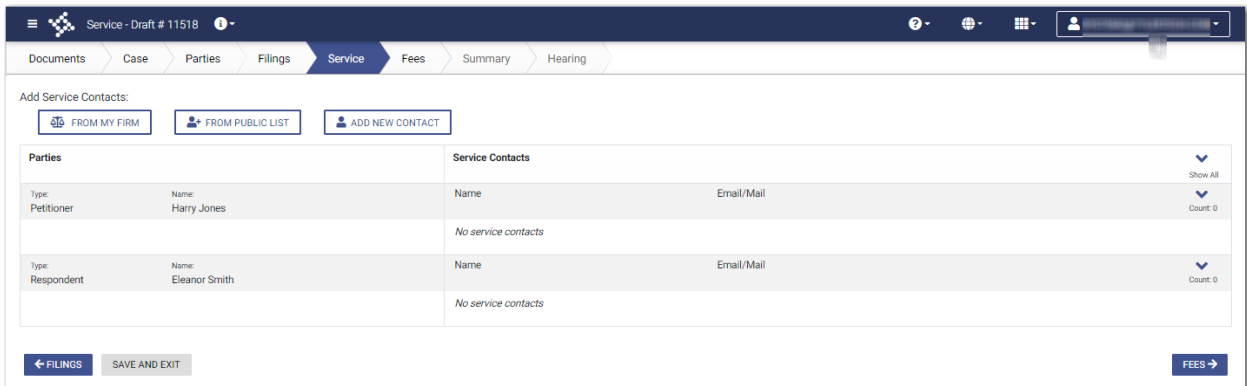 Service - Draft # 11518
Documents Case Parties Filings Service Fees Summary Hearing
Add Service Contacts:
FROM MY FIRM FROM PUBLIC LIST ADD NEW CONTACT
Parties Service Contacts
Show All
Type: Name: Name Email/Mail
Petitioner Harry Jones Count: 0
No service contacts
Type: Name: Name Email/Mail
Respondent Eleanor Smith Count: 0
No service contacts
FILINGS SAVE AND EXIT FEES